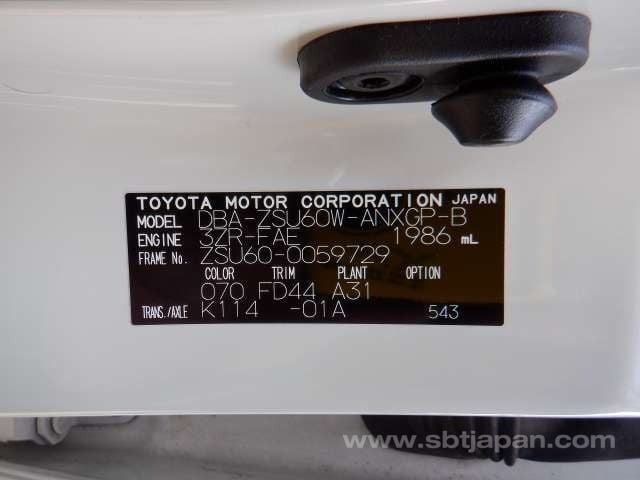 TOYOTA MOTOR CORPORATION JAPAN
MODEL DBA-ZSU60W-ANXGP-B
ENGINE 3ZR-FAE 1986 mL
FRAME No. ZSU60-0059729
COLOR TRIM PLANT OPTION
070 FD44 A31
TRANS./AXLE K114 -01A 543
www.sbtjapan.com